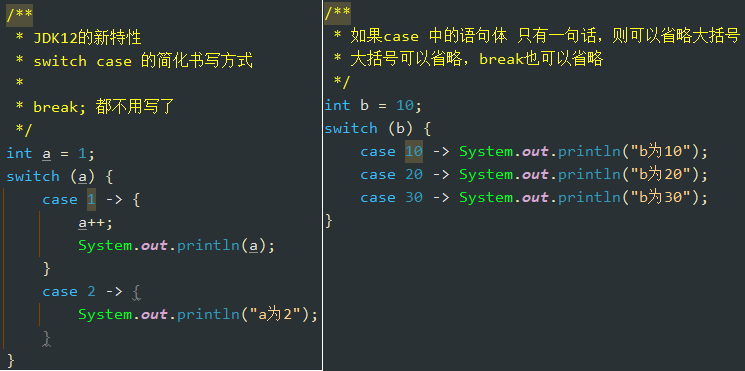 /**
 * JDK12的新特性
 * switch case 的简化书写方式
 *
 * break; 都不用写了
 */
int a = 1;
switch (a) {
    case 1 -> {
        a++;
        System.out.println(a);
    }
    case 2 -> {
        System.out.println("a为2");
    }
}
/**
 * 如果case 中的语句体 只有一句话，则可以省略大括号
 * 大括号可以省略，break也可以省略
 */
int b = 10;
switch (b) {
    case 10 -> System.out.println("b为10");
    case 20 -> System.out.println("b为20");
    case 30 -> System.out.println("b为30");
}